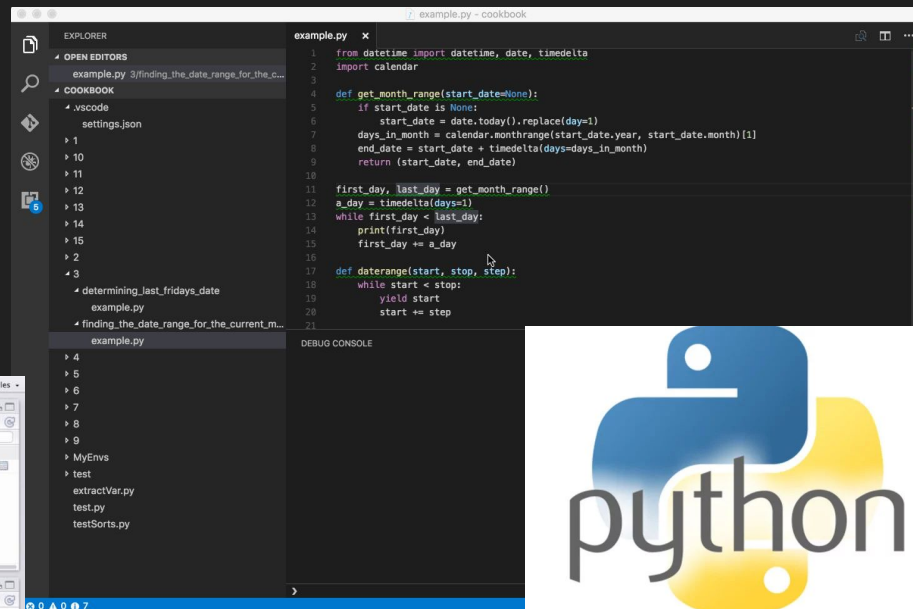 example.py - cookbook
EXPLORER
OPEN EDITORS
example.py 3/finding_the_date_range_for_the_c...
COOKBOOK
.vscode
settings.json
1
10
11
12
13
14
15
2
3
determining_last_fridays_date
example.py
finding_the_date_range_for_the_current_m...
example.py
4
5
6
7
8
9
MyEnvs
test
extractVar.py
test.py
testSorts.py
5
0 0 7
example.py ×
1 from datetime import datetime, date, timedelta
2 import calendar
3
4 def get_month_range(start_date=None):
5 if start_date is None:
6 start_date = date.today().replace(day=1)
7 days_in_month = calendar.monthrange(start_date.year, start_date.month)[1]
8 end_date = start_date + timedelta(days=days_in_month)
9 return (start_date, end_date)
10
11 first_day, last_day = get_month_range()
12 a_day = timedelta(days=1)
13 while first_day < last_day:
14 print(first_day)
15 first_day += a_day
16
17 def daterange(start, stop, step):
18 while start < stop:
19 yield start
20 start += step
21
DEBUG CONSOLE
python